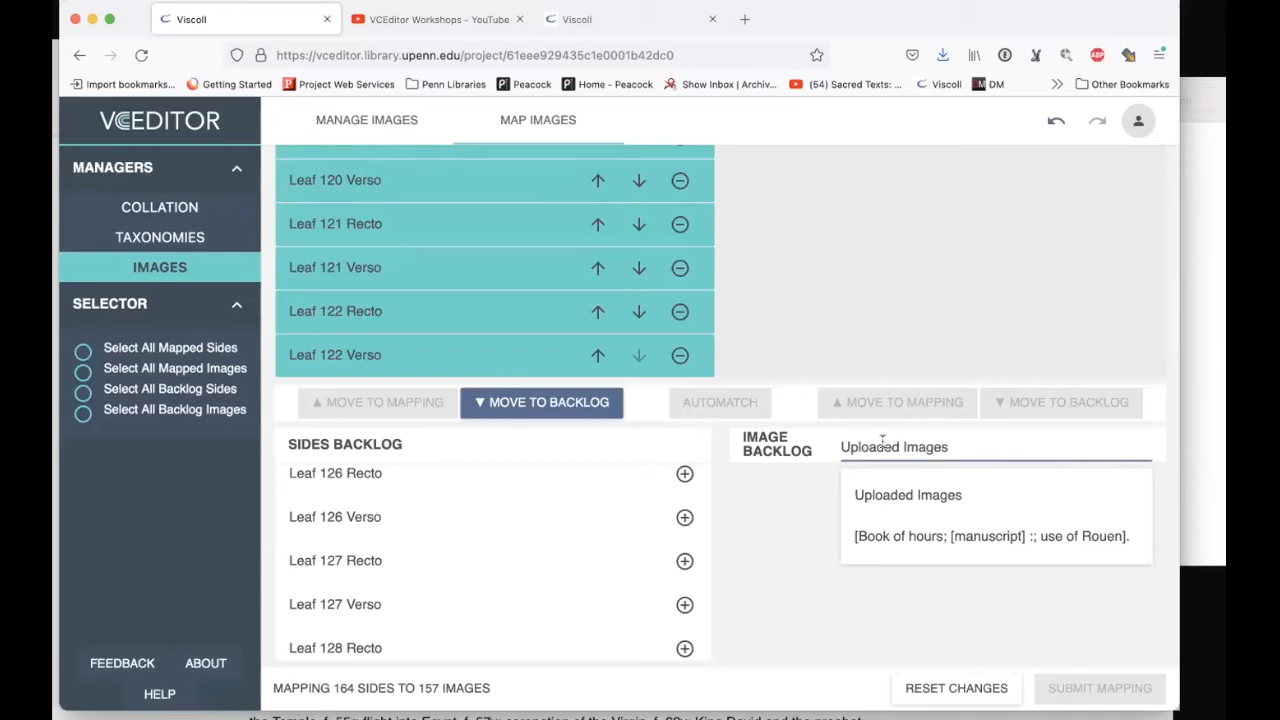 Viscoll
VCEditor Workshops - YouTube
Viscoll
https://vceditor.library.upenn.edu/project/61eee929435c1e0001b42dc0
Import bookmarks...
Getting Started
Project Web Services
Penn Libraries
Peacock
Home - Peacock
Show Inbox | Archiv...
(54) Sacred Texts: ...
Viscoll
DM
Other Bookmarks
VCEDITOR
MANAGE IMAGES
MAP IMAGES
MANAGERS
COLLATION
TAXONOMIES
IMAGES
SELECTOR
Select All Mapped Sides
Select All Mapped Images
Select All Backlog Sides
Select All Backlog Images
FEEDBACK
ABOUT
HELP
Leaf 120 Verso
Leaf 121 Recto
Leaf 121 Verso
Leaf 122 Recto
Leaf 122 Verso
▲ MOVE TO MAPPING
▼ MOVE TO BACKLOG
AUTOMATCH
▲ MOVE TO MAPPING
▼ MOVE TO BACKLOG
SIDES BACKLOG
Leaf 126 Recto
Leaf 126 Verso
Leaf 127 Recto
Leaf 127 Verso
Leaf 128 Recto
IMAGE
BACKLOG
Uploaded Images
Uploaded Images
[Book of hours; [manuscript] :; use of Rouen].
MAPPING 164 SIDES TO 157 IMAGES
RESET CHANGES
SUBMIT MAPPING